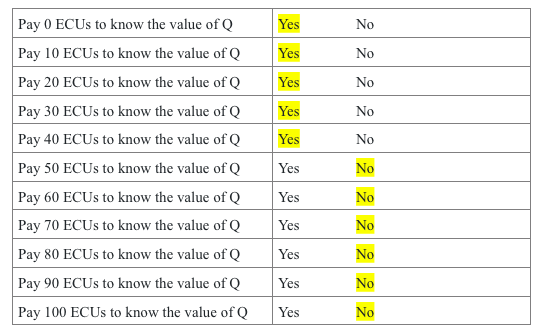 Pay 0 ECUs to know the value of Q Yes No
Pay 10 ECUs to know the value of Q Yes No
Pay 20 ECUs to know the value of Q Yes No
Pay 30 ECUs to know the value of Q Yes No
Pay 40 ECUs to know the value of Q Yes No
Pay 50 ECUs to know the value of Q Yes No
Pay 60 ECUs to know the value of Q Yes No
Pay 70 ECUs to know the value of Q Yes No
Pay 80 ECUs to know the value of Q Yes No
Pay 90 ECUs to know the value of Q Yes No
Pay 100 ECUs to know the value of Q Yes No